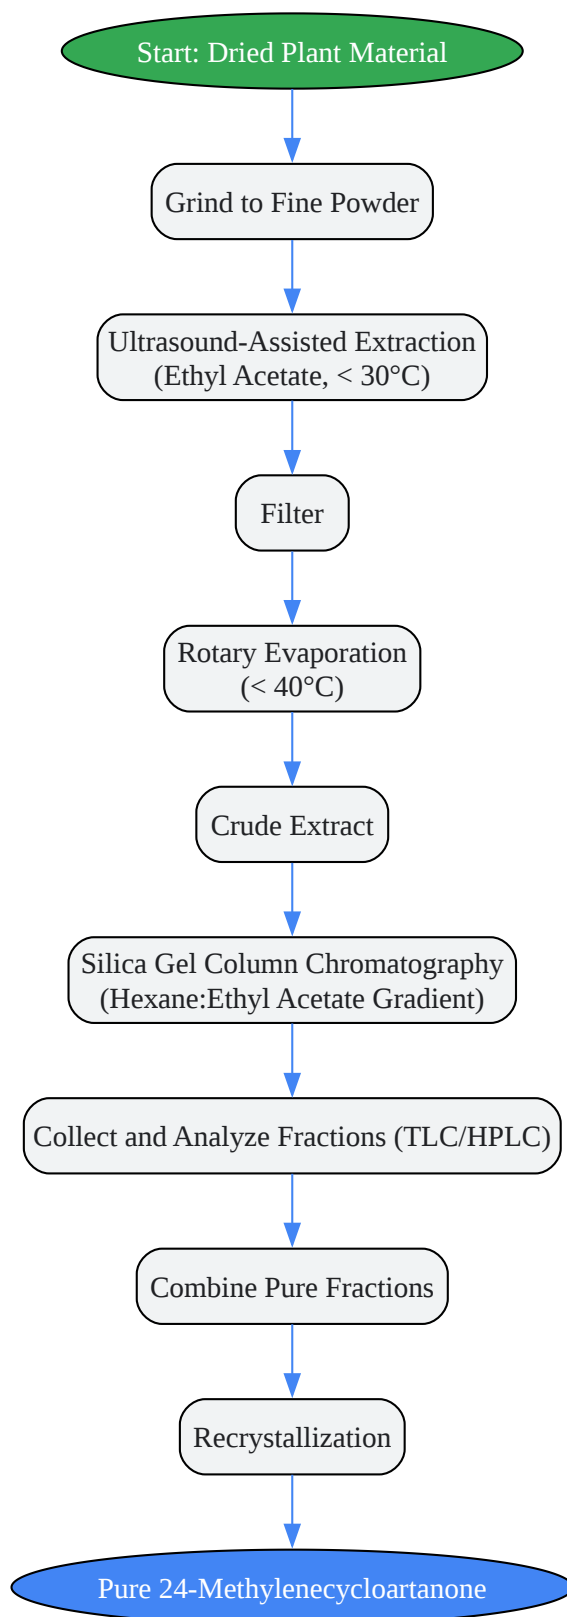 Start: Dried Plant Material
Grind to Fine Powder
Ultrasound-Assisted Extraction
(Ethyl Acetate, < 30°C)
Filter
Rotary Evaporation
(< 40°C)
Crude Extract
Silica Gel Column Chromatography
(Hexane:Ethyl Acetate Gradient)
Collect and Analyze Fractions (TLC/HPLC)
Combine Pure Fractions
Recrystallization
Pure 24-Methylenecycloartanone